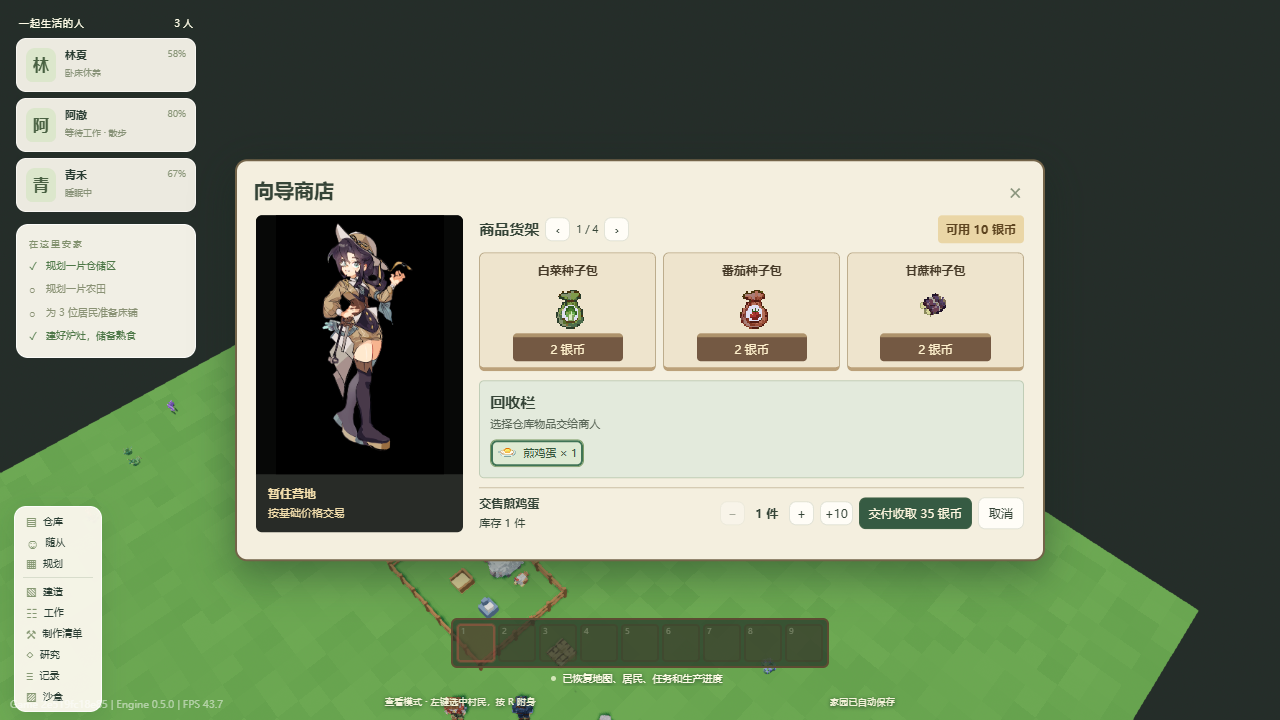 一起生活的人 3 人
林 林夏 58%
卧床休养
阿 阿澈 80%
等待工作 · 散步
青 青禾 67%
睡眠中
在这里安家
✓ 规划一片仓储区
○ 规划一片农田
○ 为 3 位居民准备床铺
✓ 建好炉灶，储备熟食
向导商店 ×
商品货架 ‹ 1 / 4 › 可用 10 银币
白菜种子包 番茄种子包 甘蔗种子包
2 银币 2 银币 2 银币
回收栏
选择仓库物品交给商人
煎鸡蛋 × 1
暂住营地
按基础价格交易
交售煎鸡蛋
库存 1 件
− 1 件 + +10 交付收取 35 银币 取消
仓库
随从
规划
建造
工作
制作清单
研究
记录
沙盒
1 2 3 4 5 6 7 8 9
已恢复地图、居民、任务和生产进度
查看模式 · 左键选中村民，按 R 附身
家园已自动保存
| Engine 0.5.0 | FPS 43.7